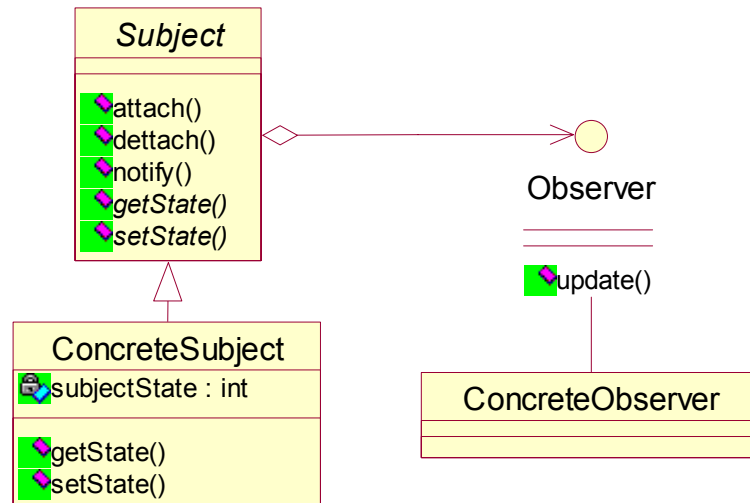 Subject
attach()
dettach()
notify()
getState()
setState()
Observer
update()
ConcreteSubject
subjectState : int
getState()
setState()
ConcreteObserver